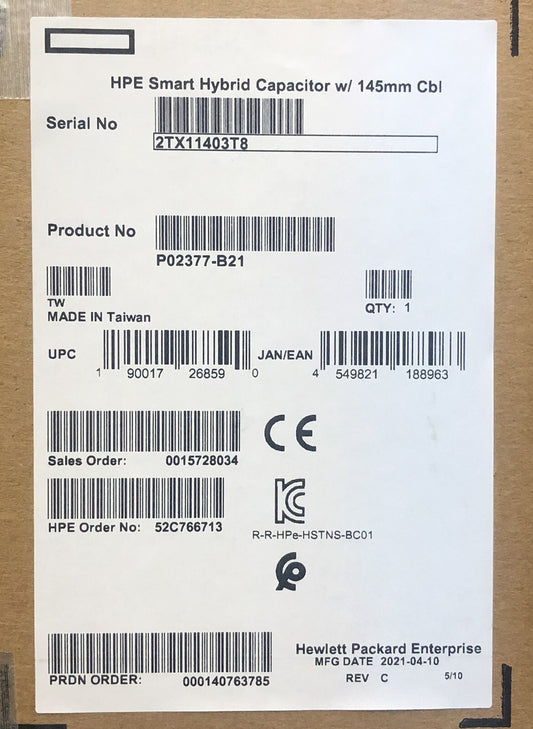 HPE Smart Hybrid Capacitor w/ 145mm Cbl
Serial No
2TX11403T8
Product No
P02377-B21
TW
MADE IN Taiwan
QTY: 1
UPC
1 90017 26859 0
JAN/EAN
4 549821 188963
CE
Sales Order: 0015728034
HPE Order No: 52C766713
R-R-HPe-HSTNS-BC01
Hewlett Packard Enterprise
MFG DATE 2021-04-10
PRDN ORDER: 000140763785
REV C 5/10